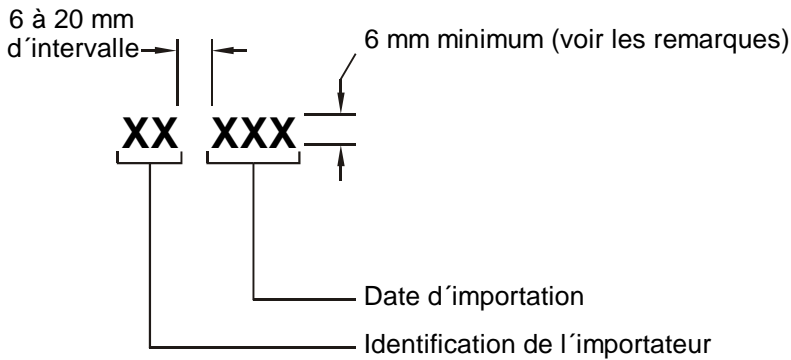 6 à 20 mm
d´intervalle
6 mm minimum (voir les remarques)
XX XXX
Date d´importation
Identification de l´importateur